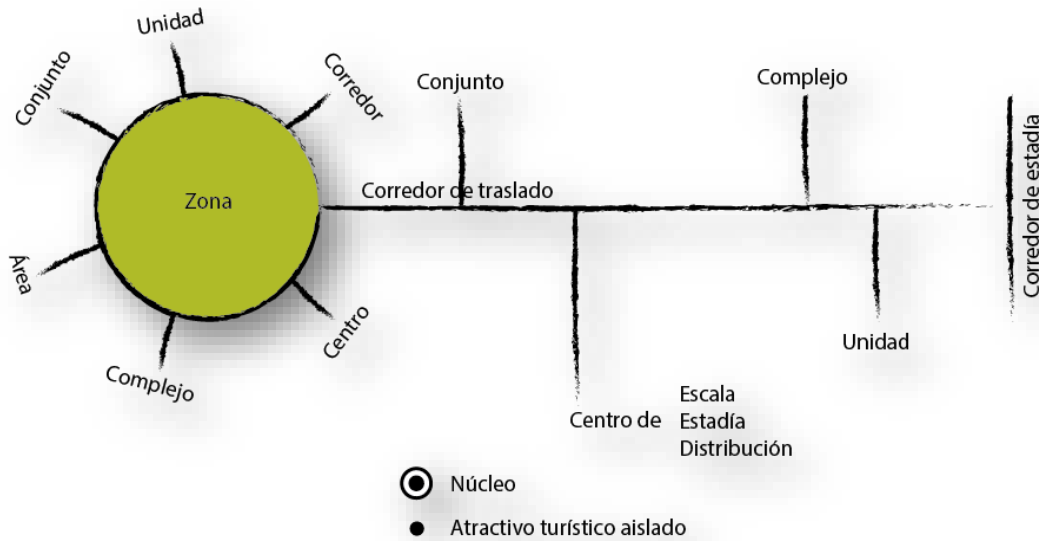 Unidad
Conjunto
Corredor
Zona
Área
Complejo
Centro
Conjunto
Complejo
Corredor de traslado
Corredor de estadía
Unidad
Centro de
Escala
Estadía
Distribución
Núcleo
Atractivo turístico aislado